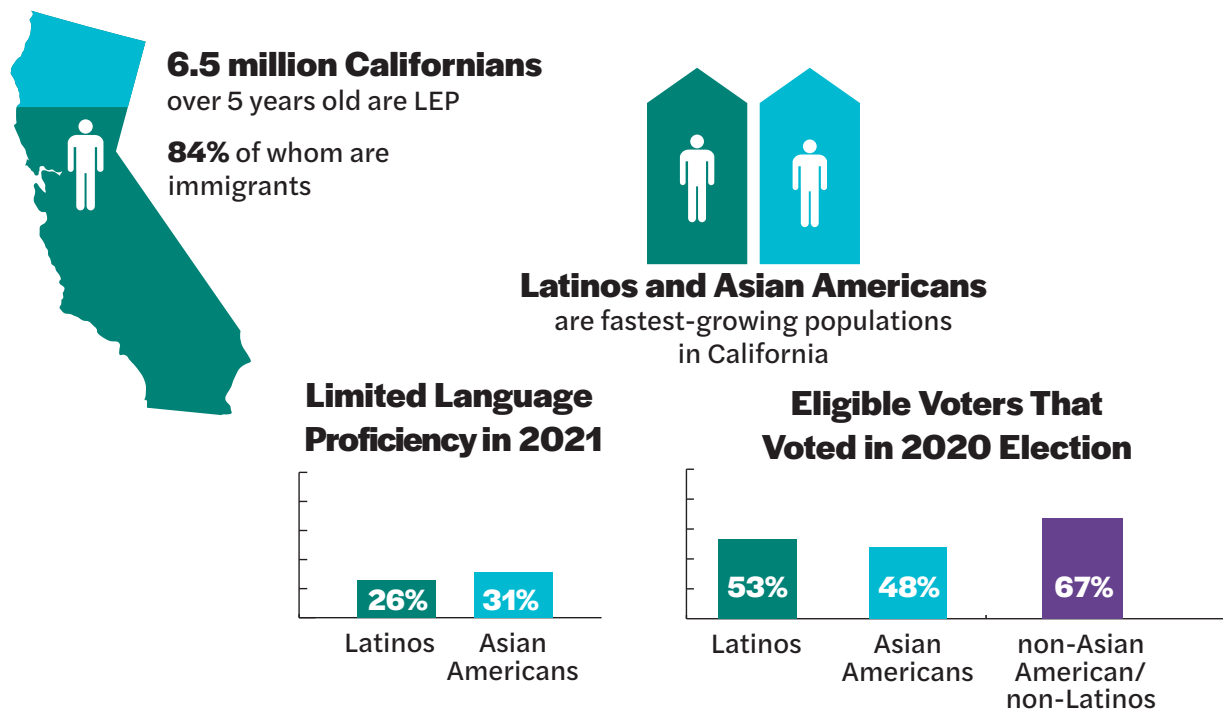 6.5 million Californians
over 5 years old are LEP
84% of whom are
immigrants
Latinos and Asian Americans
are fastest-growing populations
in California
Limited Language
Proficiency in 2021
26%
31%
Latinos
Asian
Americans
Eligible Voters That
Voted in 2020 Election
53%
48%
67%
Latinos
Asian
Americans
non-Asian
American/
non-Latinos